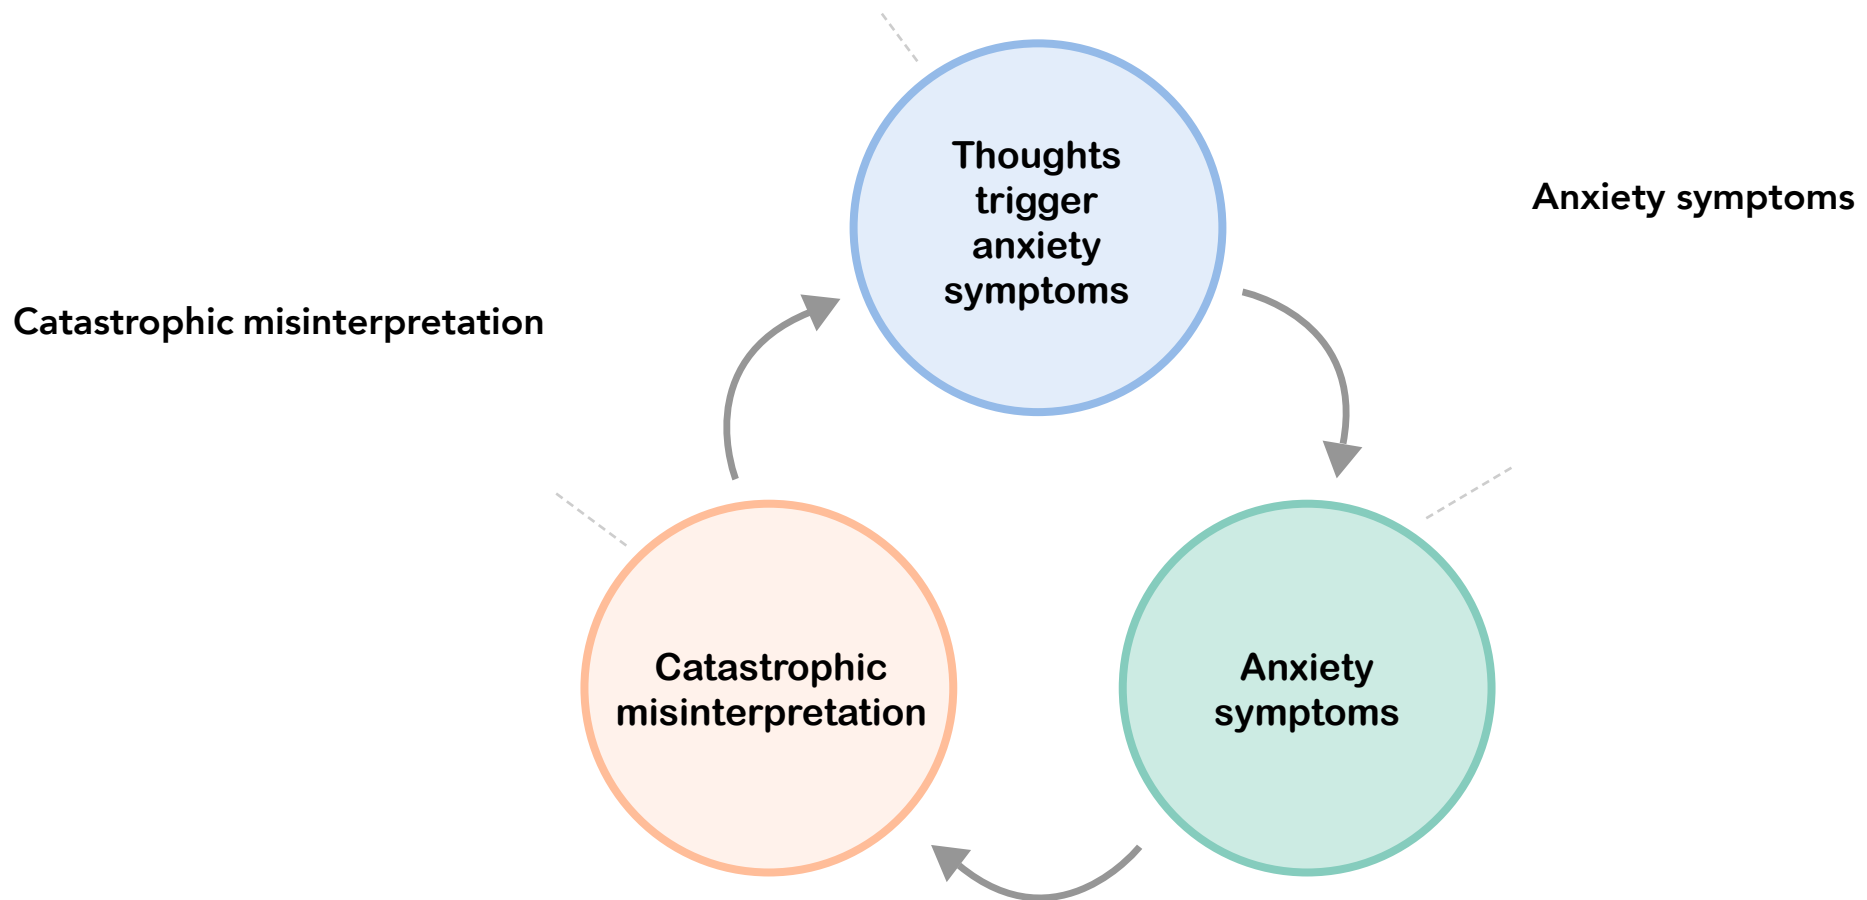 Thoughts
trigger
anxiety
symptoms
Anxiety symptoms
Catastrophic misinterpretation
Catastrophic
misinterpretation
Anxiety
symptoms